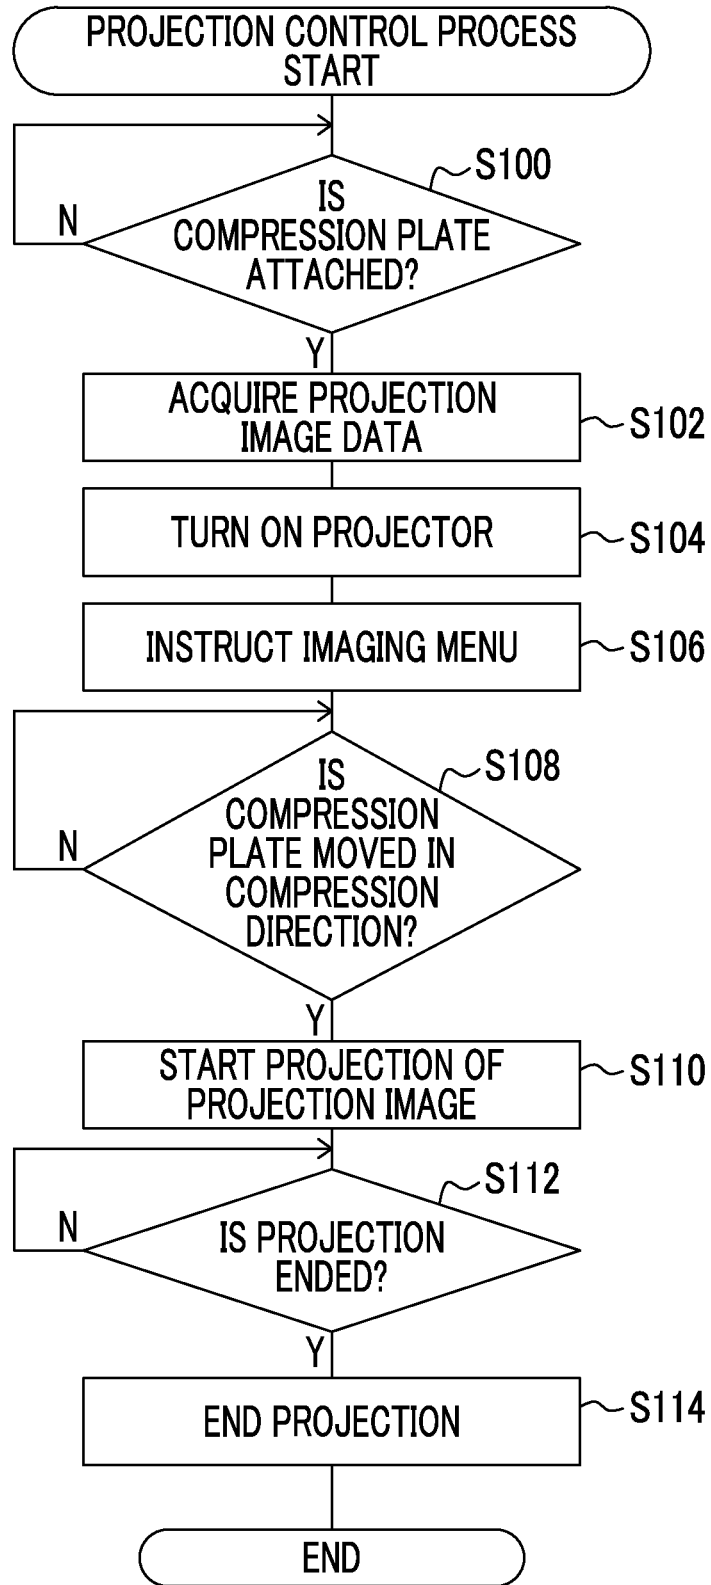 PROJECTION CONTROL PROCESS
START
S100
IS
COMPRESSION PLATE
ATTACHED?
N
Y
ACQUIRE PROJECTION
IMAGE DATA
S102
TURN ON PROJECTOR
S104
INSTRUCT IMAGING MENU
S106
S108
IS
COMPRESSION
PLATE MOVED IN
COMPRESSION
DIRECTION?
N
Y
START PROJECTION OF
PROJECTION IMAGE
S110
S112
IS PROJECTION
ENDED?
N
Y
END PROJECTION
S114
END